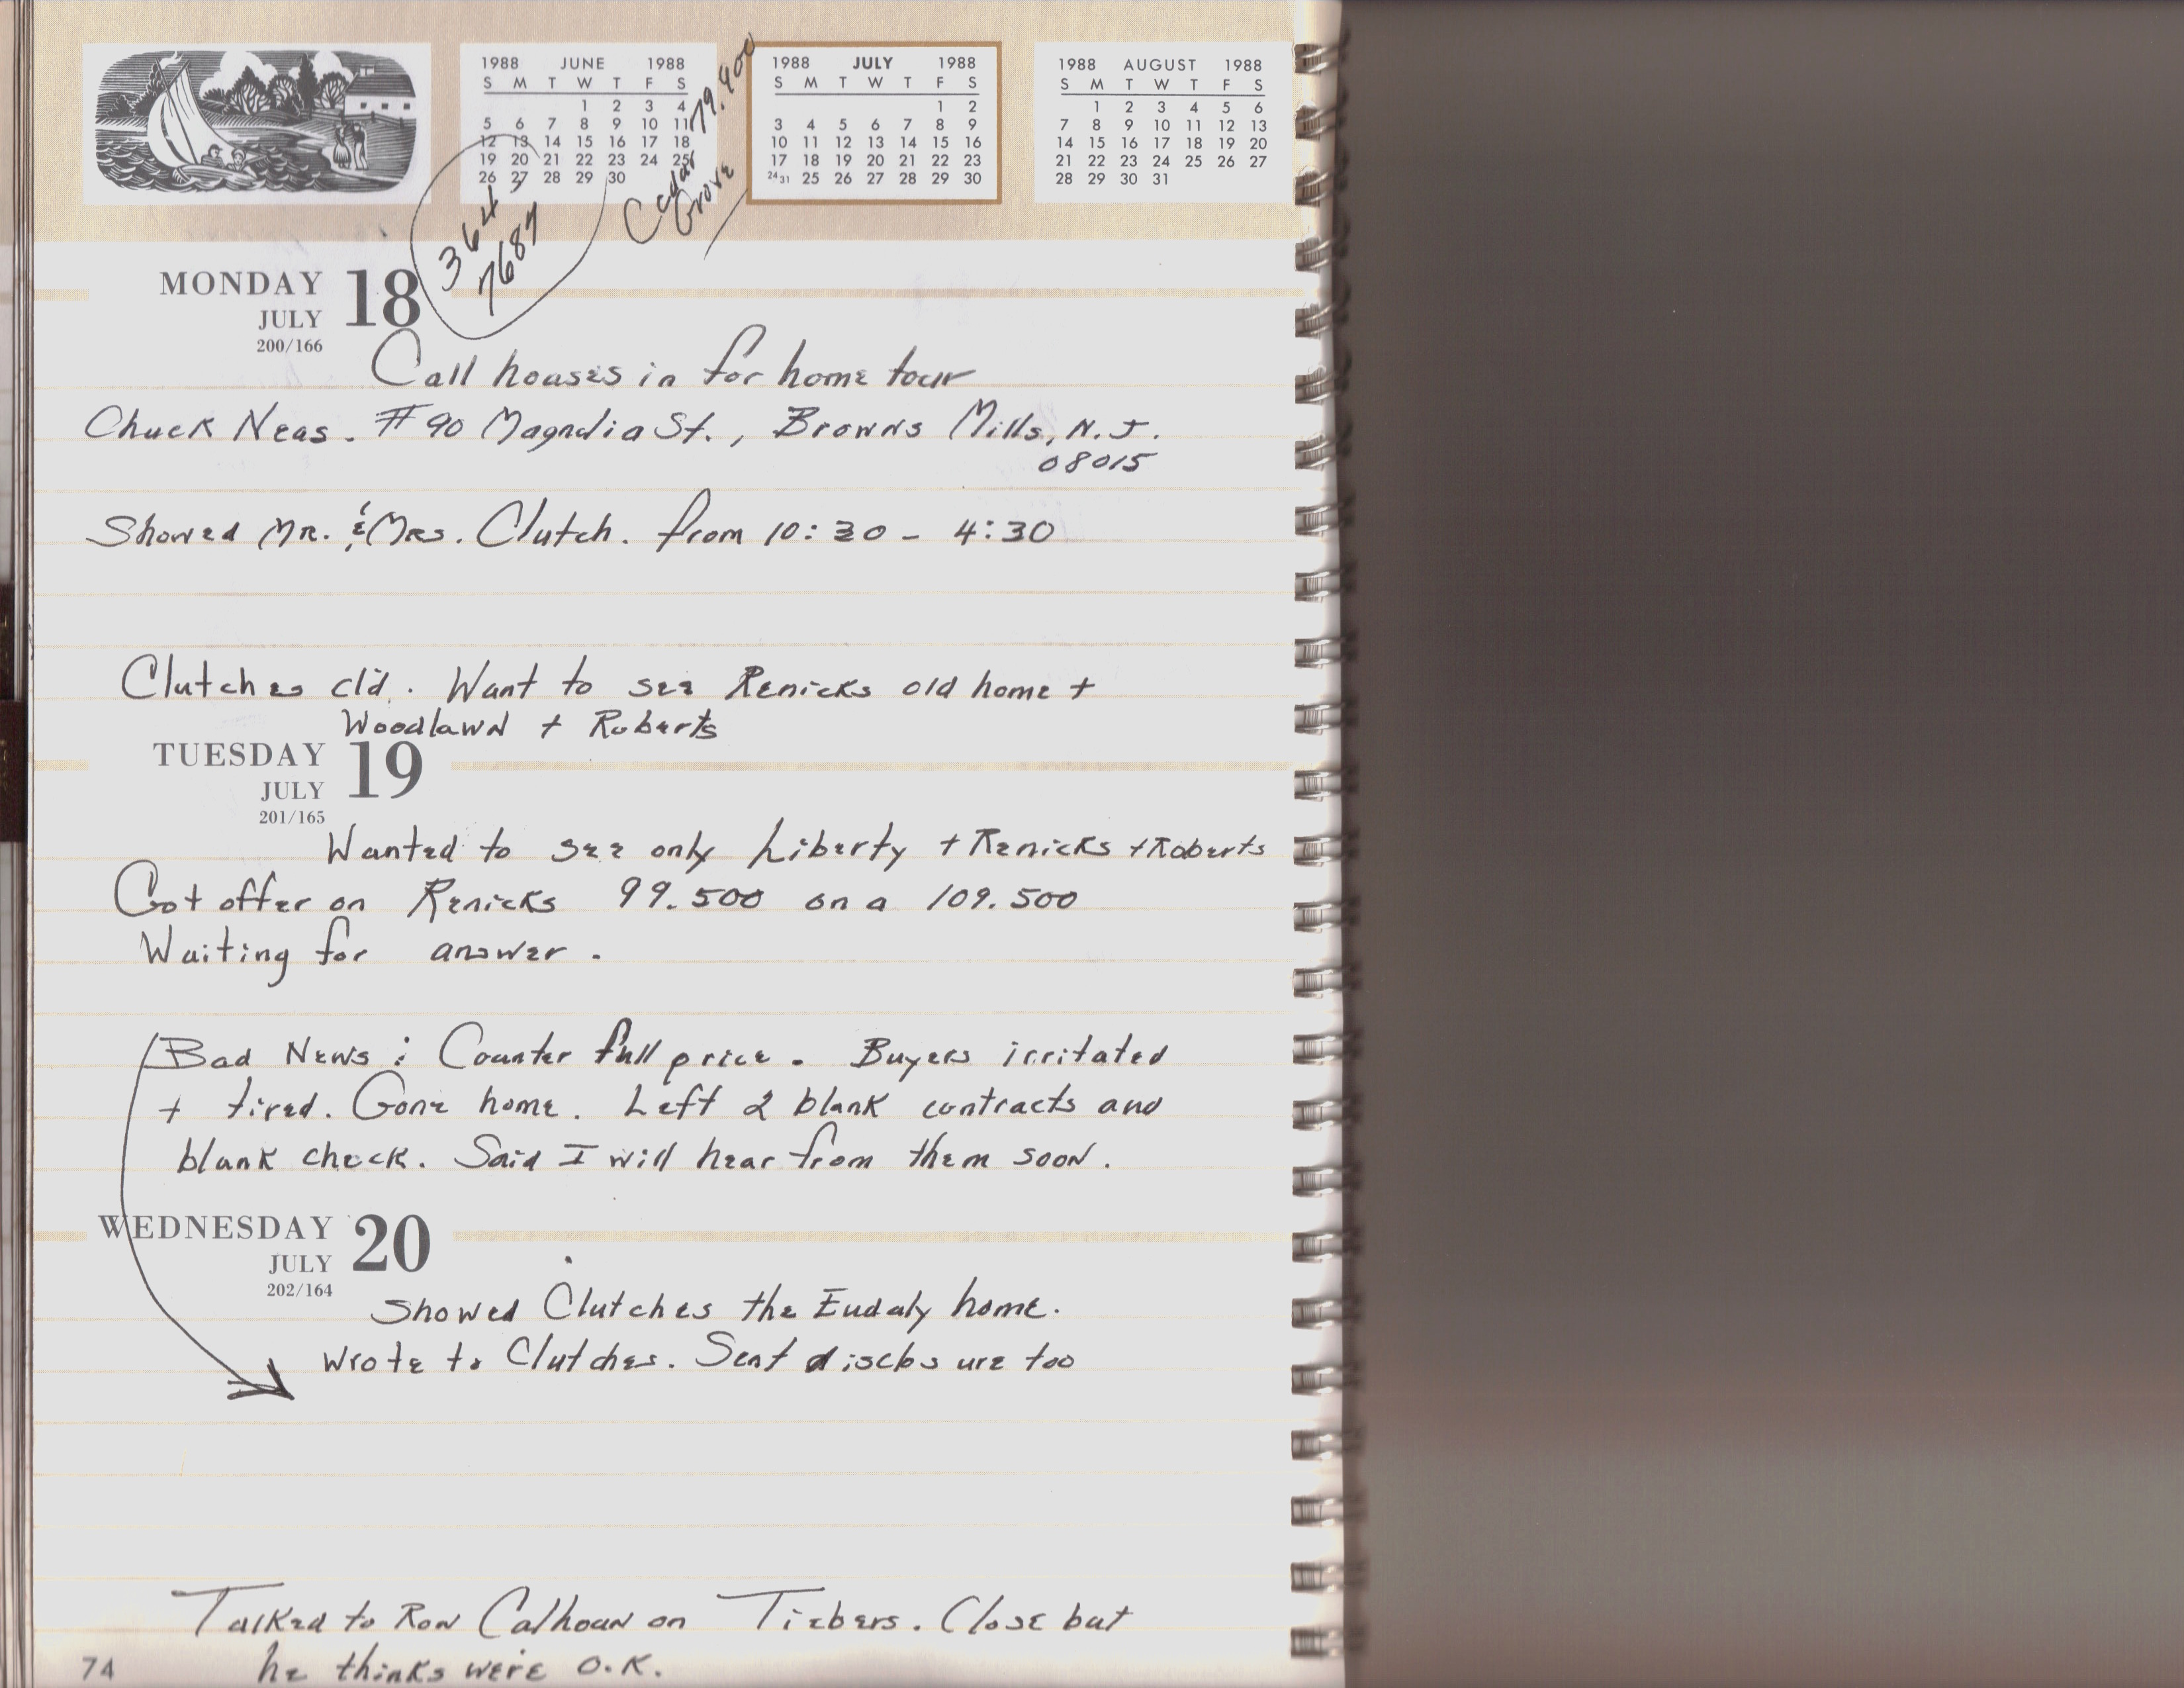 1988 JUNE 1988
S M T W T F S
1 2 3 4
5 6 7 8 9 10 11
12 13 14 15 16 17 18
19 20 21 22 23 24 25
26 27 28 29 30
1988 JULY 1988
S M T W T F S
1 2
3 4 5 6 7 8 9
10 11 12 13 14 15 16
17 18 19 20 21 22 23
24 31 25 26 27 28 29 30
1988 AUGUST 1988
S M T W T F S
1 2 3 4 5 6
7 8 9 10 11 12 13
14 15 16 17 18 19 20
21 22 23 24 25 26 27
28 29 30 31
364
7687
Cedar 79.900
Grove
MONDAY 18
JULY
200/166
Call houses in for home tour
Chuck Neas. #90 Magnolia St., Browns Mills, N.J.
08015
Showed Mr. & Mrs. Clutch. from 10:30 - 4:30
Clutches cld. Want to see Renicks old home +
Woodlawn + Roberts
TUESDAY 19
JULY
201/165
Wanted to see only Liberty + Renicks + Roberts
Got offer on Renicks 99.500 on a 109.500
Waiting for answer.
Bad News: Counter full price. Buyers irritated
+ tired. Gone home. Left 2 blank contracts and
blank check. Said I will hear from them soon.
WEDNESDAY 20
JULY
202/164
Showed Clutches the Eudaly home.
Wrote to Clutches. Sent disclosure too
Talked to Ron Calhoun on Tiebers. Close but
he thinks we're O.K.
74